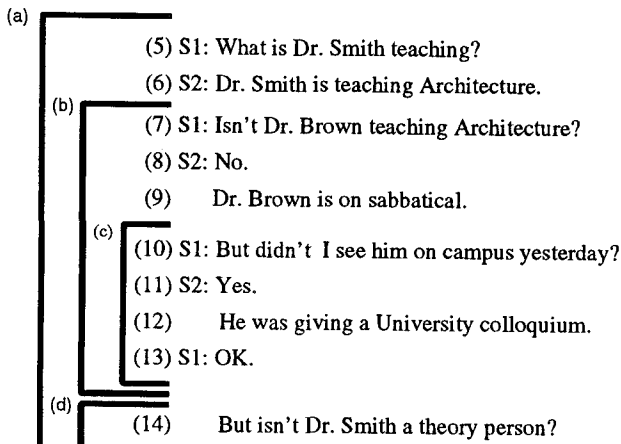 (a)
(5) S1: What is Dr. Smith teaching?
(6) S2: Dr. Smith is teaching Architecture.
(b)
(7) S1: Isn't Dr. Brown teaching Architecture?
(8) S2: No.
(9) Dr. Brown is on sabbatical.
(c)
(10) S1: But didn't I see him on campus yesterday?
(11) S2: Yes.
(12) He was giving a University colloquium.
(13) S1: OK.
(d)
(14) But isn't Dr. Smith a theory person?